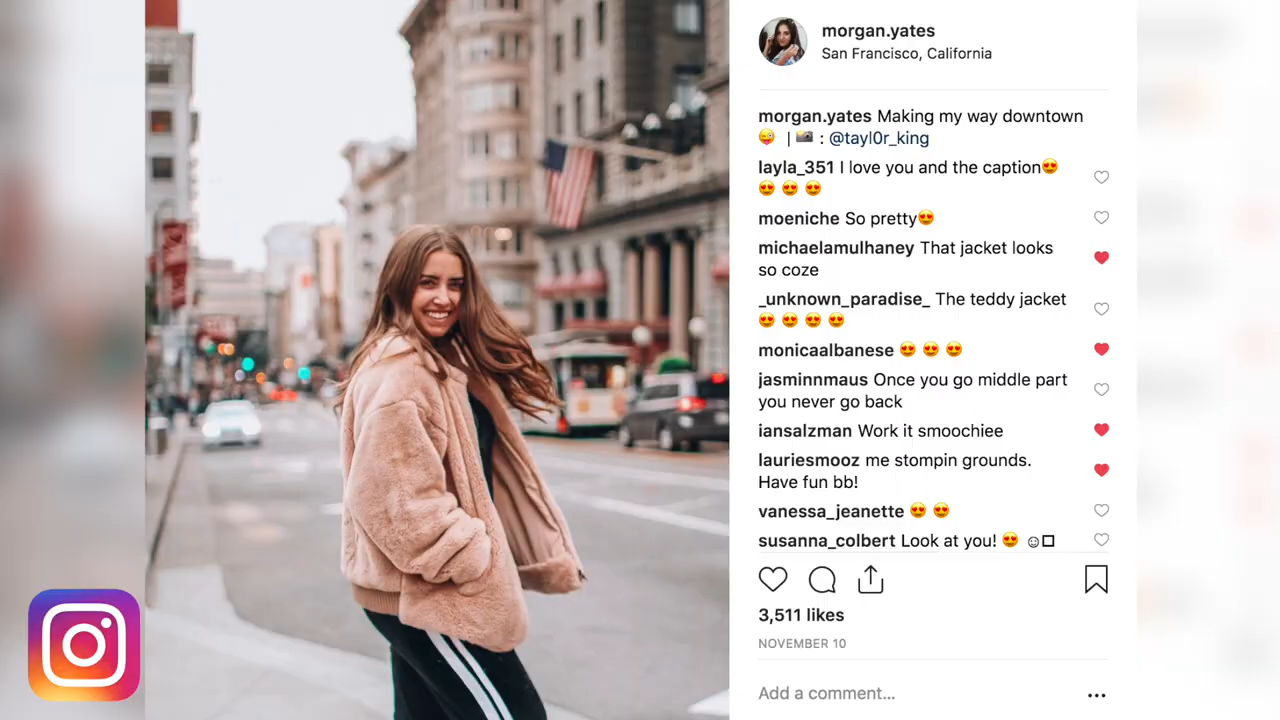 morgan.yates
San Francisco, California
morgan.yates Making my way downtown
😜 | 📸 : @tayl0r_king
layla_351 I love you and the caption😍
😍 😍 😍
moeniche So pretty😍
michaelamulhaney That jacket looks
so coze
_unknown_paradise_ The teddy jacket
😍 😍 😍 😍
monicaalbanese 😍 😍 😍
jasminnmaus Once you go middle part
you never go back
iansalzman Work it smoochiee
lauriesmooz me stompin grounds.
Have fun bb!
vanessa_jeanette 😍 😍
susanna_colbert Look at you! 😍 ☺□
3,511 likes
NOVEMBER 10
Add a comment...